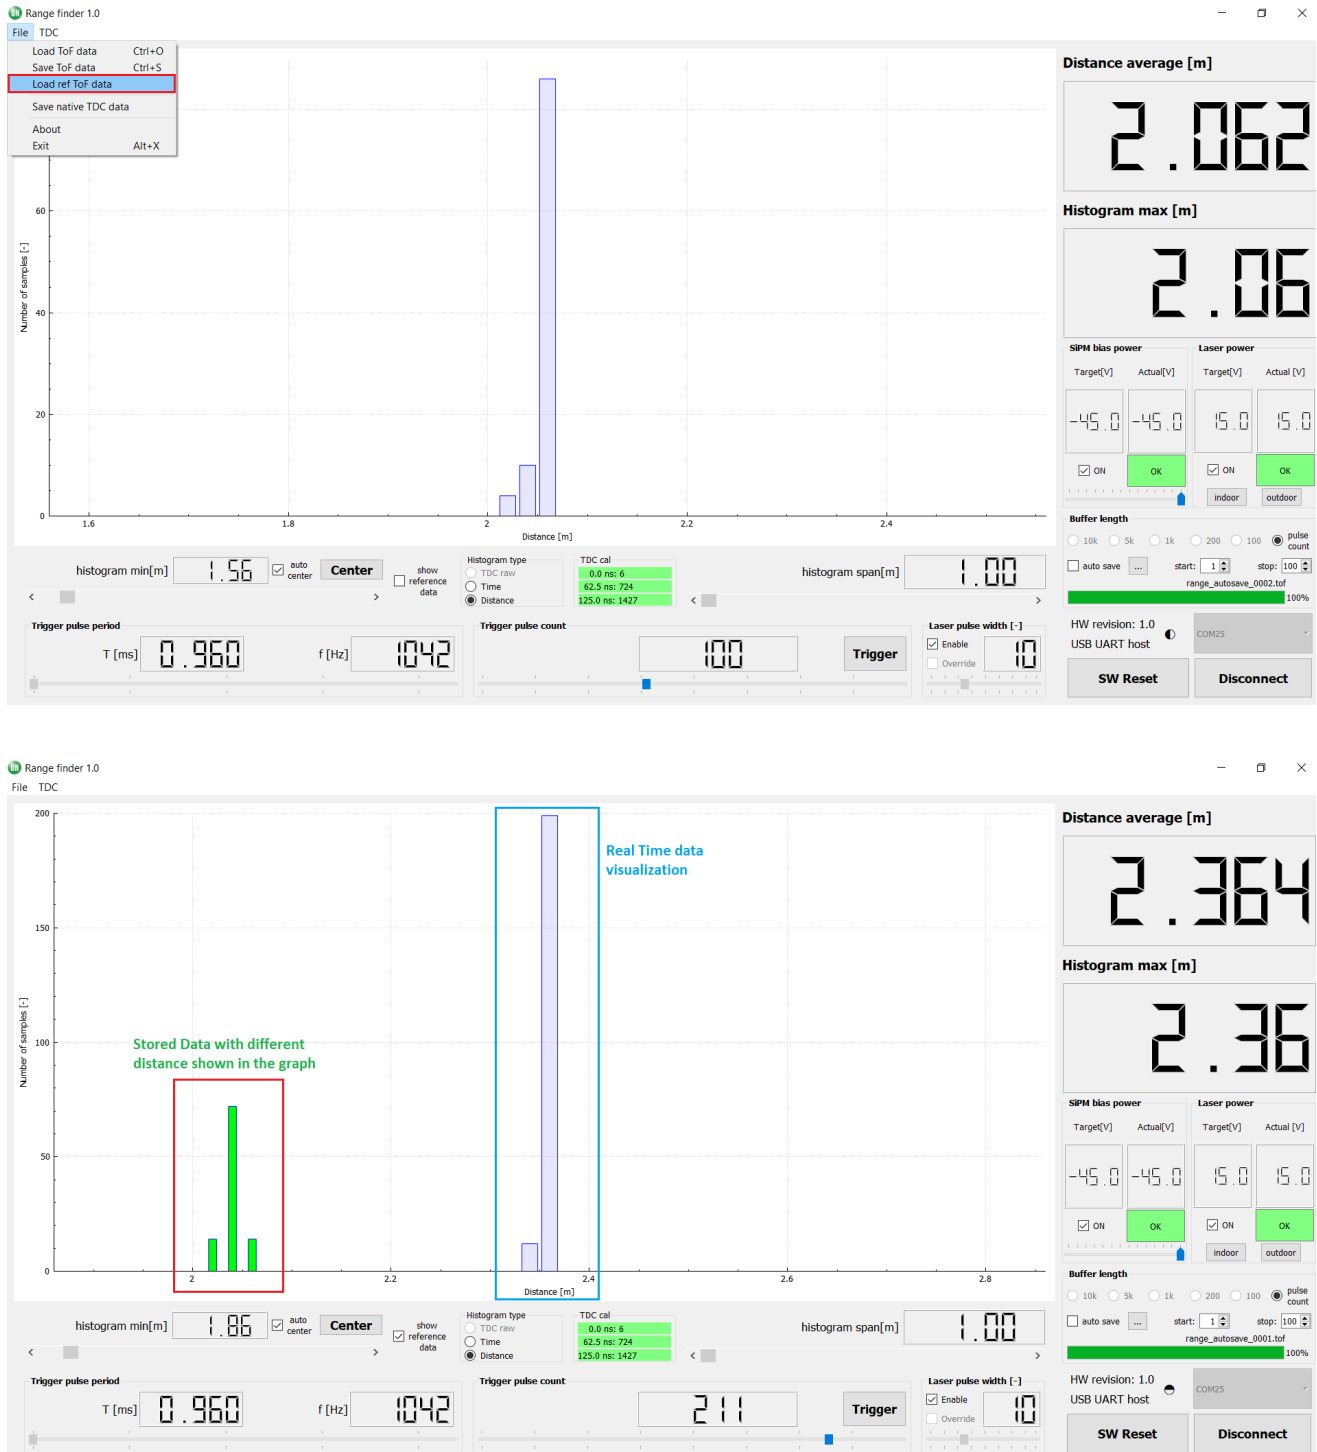 Range finder 1.0
File TDC
Load ToF data Ctrl+O
Save ToF data Ctrl+S
Load ref ToF data
Save native TDC data
About
Exit Alt+X
60
40
20
0
Number of samples [-]
1.6 1.8 2 2.2 2.4
Distance [m]
Distance average [m]
2.062
Histogram max [m]
2.06
SiPM bias power Laser power
Target[V] Actual[V] Target[V] Actual [V]
-45.0 -45.0 15.0 15.0
ON OK ON OK
indoor outdoor
Buffer length
10k 5k 1k 200 100 pulse count
auto save ... start: 1 stop: 100
range_autosave_0002.tof
100%
histogram min[m] 1.56 auto center Center
show reference data
Histogram type
TDC raw
Time
Distance
TDC cal
0.0 ns: 6
62.5 ns: 724
125.0 ns: 1427
histogram span[m] 1.00
Trigger pulse period
T [ms] 0.960 f [Hz] 1042
Trigger pulse count
100 Trigger
Laser pulse width [-]
Enable
Override
10
HW revision: 1.0
USB UART host
COM25
SW Reset Disconnect
Range finder 1.0
File TDC
200
150
100
50
0
Number of samples [-]
Real Time data
visualization
Stored Data with different
distance shown in the graph
2 2.2 2.4 2.6 2.8
Distance [m]
Distance average [m]
2.364
Histogram max [m]
2.36
SiPM bias power Laser power
Target[V] Actual[V] Target[V] Actual [V]
-45.0 -45.0 15.0 15.0
ON OK ON OK
indoor outdoor
Buffer length
10k 5k 1k 200 100 pulse count
auto save ... start: 1 stop: 100
range_autosave_0001.tof
100%
histogram min[m] 1.86 auto center Center
show reference data
Histogram type
TDC raw
Time
Distance
TDC cal
0.0 ns: 6
62.5 ns: 724
125.0 ns: 1427
histogram span[m] 1.00
Trigger pulse period
T [ms] 0.960 f [Hz] 1042
Trigger pulse count
211 Trigger
Laser pulse width [-]
Enable
Override
10
HW revision: 1.0
USB UART host
COM25
SW Reset Disconnect